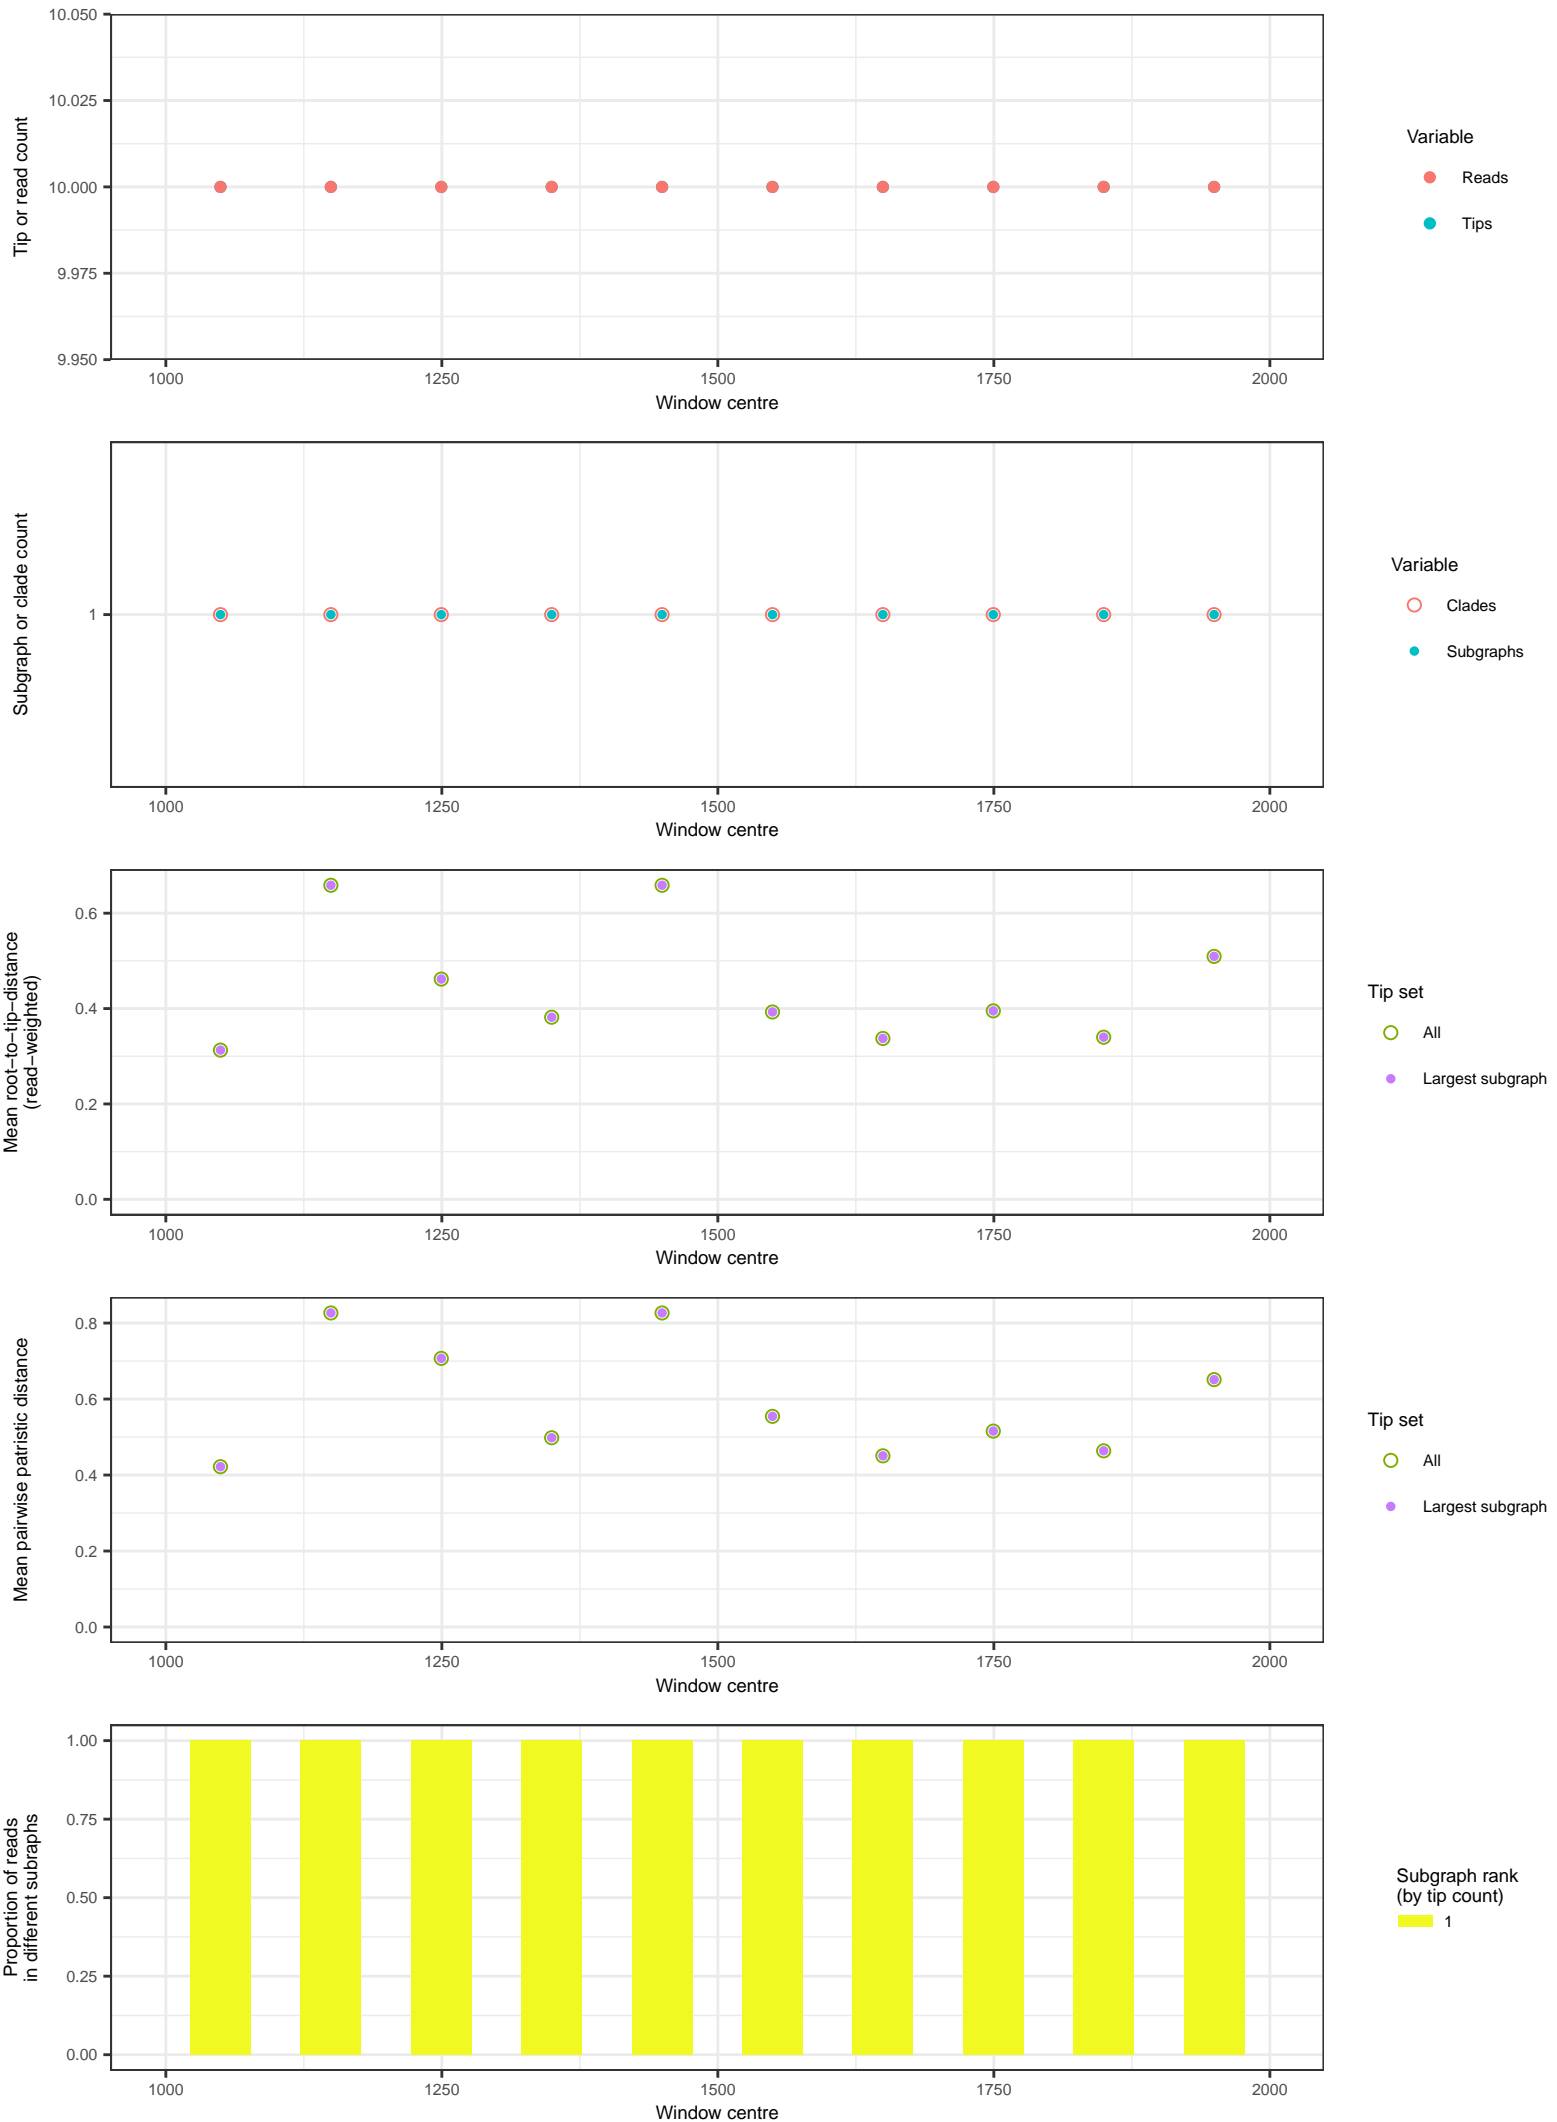 10.050
10.025
10.000
9.975
9.950
Tip or read count
1000 1250 1500 1750 2000
Window centre
Variable
Reads
Tips
1
Subgraph or clade count
1000 1250 1500 1750 2000
Window centre
Variable
Clades
Subgraphs
0.6
0.4
0.2
0.0
Mean root−to−tip−distance
(read−weighted)
1000 1250 1500 1750 2000
Window centre
Tip set
All
Largest subgraph
0.8
0.6
0.4
0.2
0.0
Mean pairwise patristic distance
1000 1250 1500 1750 2000
Window centre
Tip set
All
Largest subgraph
1.00
0.75
0.50
0.25
0.00
Proportion of reads
in different subraphs
1000 1250 1500 1750 2000
Window centre
Subgraph rank
(by tip count)
1